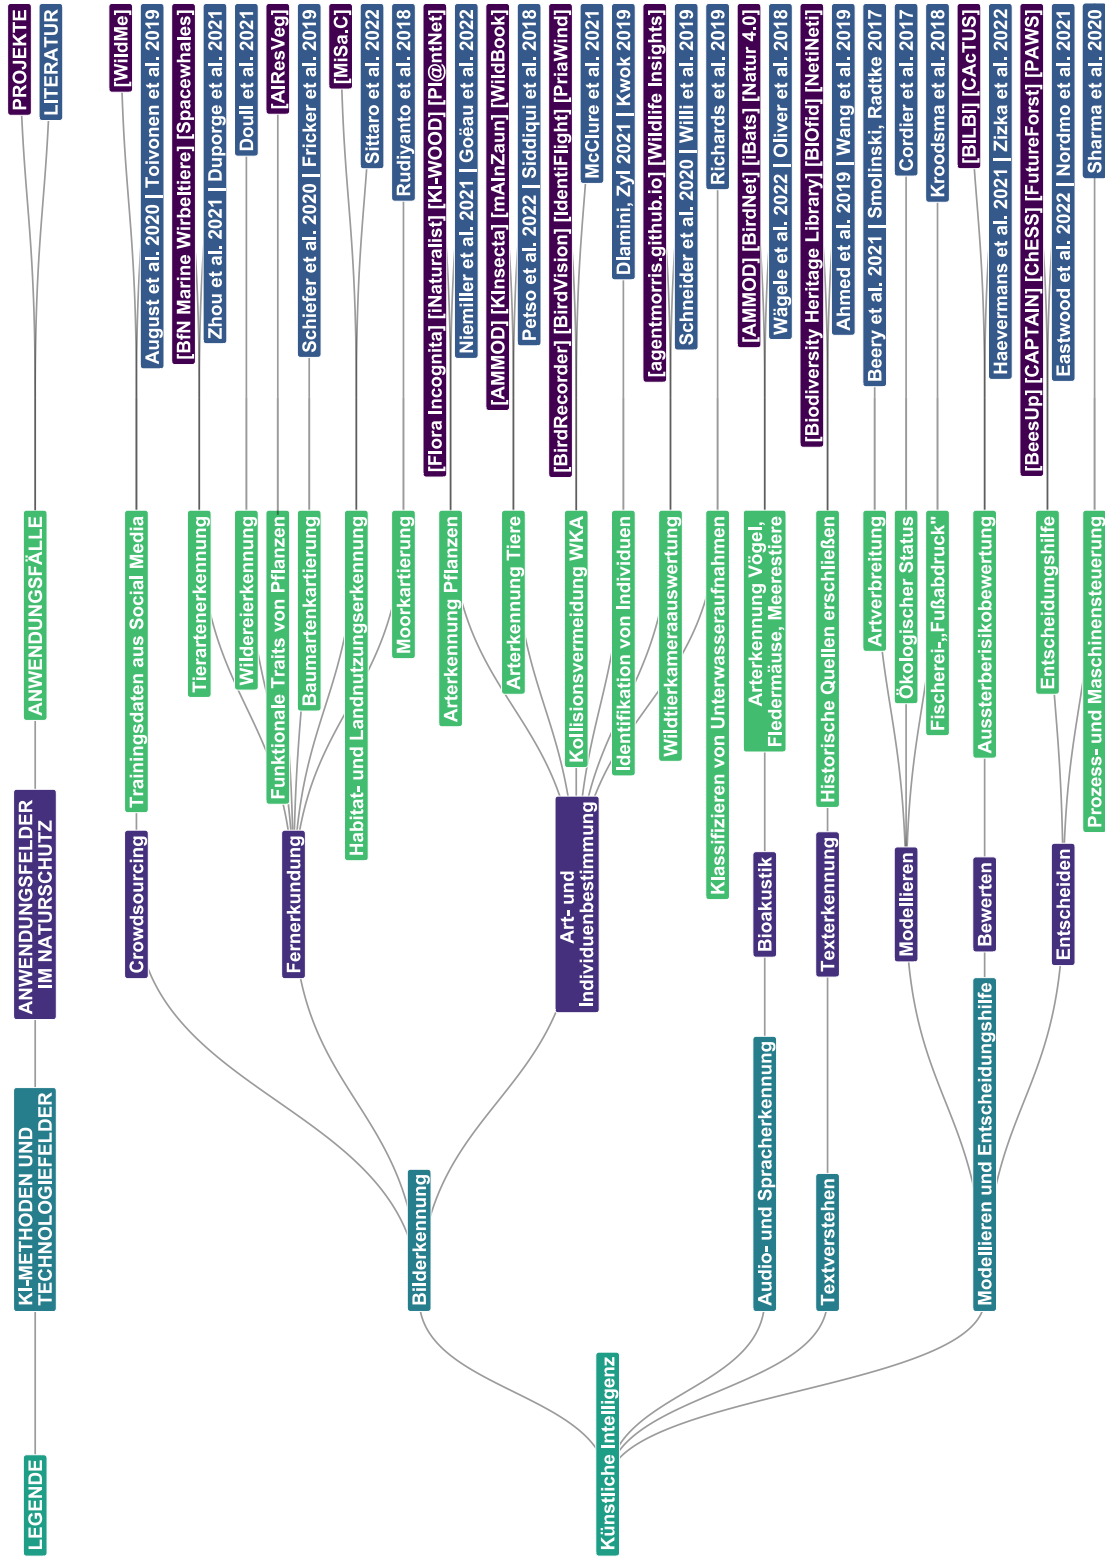 LEGENDE
KI-METHODEN UND
TECHNOLOGIEFELDER
ANWENDUNGSFELDER
IM NATURSCHUTZ
ANWENDUNGSFÄLLE
PROJEKTE
LITERATUR
Künstliche Intelligenz
Bilderkennung
Crowdsourcing
Trainingsdaten aus Social Media
[WildMe]
August et al. 2020 | Toivonen et al. 2019
Fernerkundung
Tierartenerkennung
[BfN Marine Wirbeltiere] [Spacewhales]
Zhou et al. 2021 | Duporge et al. 2021
Wildereierkennung
Doull et al. 2021
Funktionale Traits von Pflanzen
[AIResVeg]
Baumartenkartierung
Schiefer et al. 2020 | Fricker et al. 2019
Habitat- und Landnutzungserkennung
[MiSa.C]
Sittaro et al. 2022
Moorkartierung
Rudiyanto et al. 2018
Art- und
Individuenbestimmung
Arterkennung Pflanzen
[Flora Incognita] [iNaturalist] [KI-WOOD] [Pl@ntNet]
Niemiller et al. 2021 | Goëau et al. 2022
Arterkennung Tiere
[AMMOD] [KInsecta] [mAInZaun] [WildBook]
Petso et al. 2022 | Siddiqui et al. 2018
Kollisionsvermeidung WKA
[BirdRecorder] [BirdVision] [IdentiFlight] [PriaWind]
McClure et al. 2021
Identifikation von Individuen
Dlamini, Zyl 2021 | Kwok 2019
Wildtierkameraauswertung
[agentmorris.github.io] [Wildlife Insights]
Schneider et al. 2020 | Willi et al. 2019
Klassifizieren von Unterwasseraufnahmen
Richards et al. 2019
Audio- und Spracherkennung
Bioakustik
Arterkennung Vögel,
Fledermäuse, Meerestiere
[AMMOD] [BirdNet] [iBats] [Natur 4.0]
Wägele et al. 2022 | Oliver et al. 2018
Textverstehen
Texterkennung
Historische Quellen erschließen
[Biodiversity Heritage Library] [BIOfid] [NetiNeti]
Ahmed et al. 2019 | Wang et al. 2019
Modellieren und Entscheidungshilfe
Modellieren
Artverbreitung
Beery et al. 2021 | Smolinski, Radtke 2017
Ökologischer Status
Cordier et al. 2017
Fischerei-„Fußabdruck"
Kroodsma et al. 2018
Bewerten
Aussterberisikobewertung
[BILBI] [CAcTUS]
Haevermans et al. 2021 | Zizka et al. 2022
Entscheiden
Entscheidungshilfe
[BeesUp] [CAPTAIN] [ChESS] [FutureForst] [PAWS]
Eastwood et al. 2022 | Nordmo et al. 2021
Prozess- und Maschinensteuerung
Sharma et al. 2020